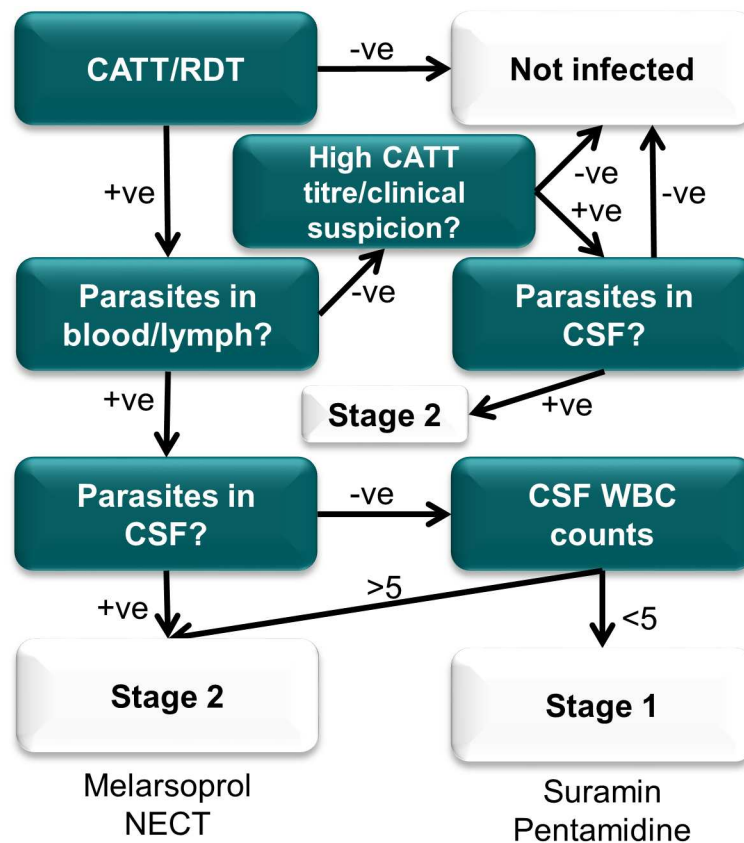 CATT/RDT
-ve
Not infected
+ve
High CATT
titre/clinical
suspicion?
-ve
+ve
-ve
Parasites in
blood/lymph?
-ve
Parasites in
CSF?
+ve
Stage 2
+ve
Parasites in
CSF?
-ve
CSF WBC
counts
+ve
>5
<5
Stage 2
Stage 1
Melarsoprol
NECT
Suramin
Pentamidine